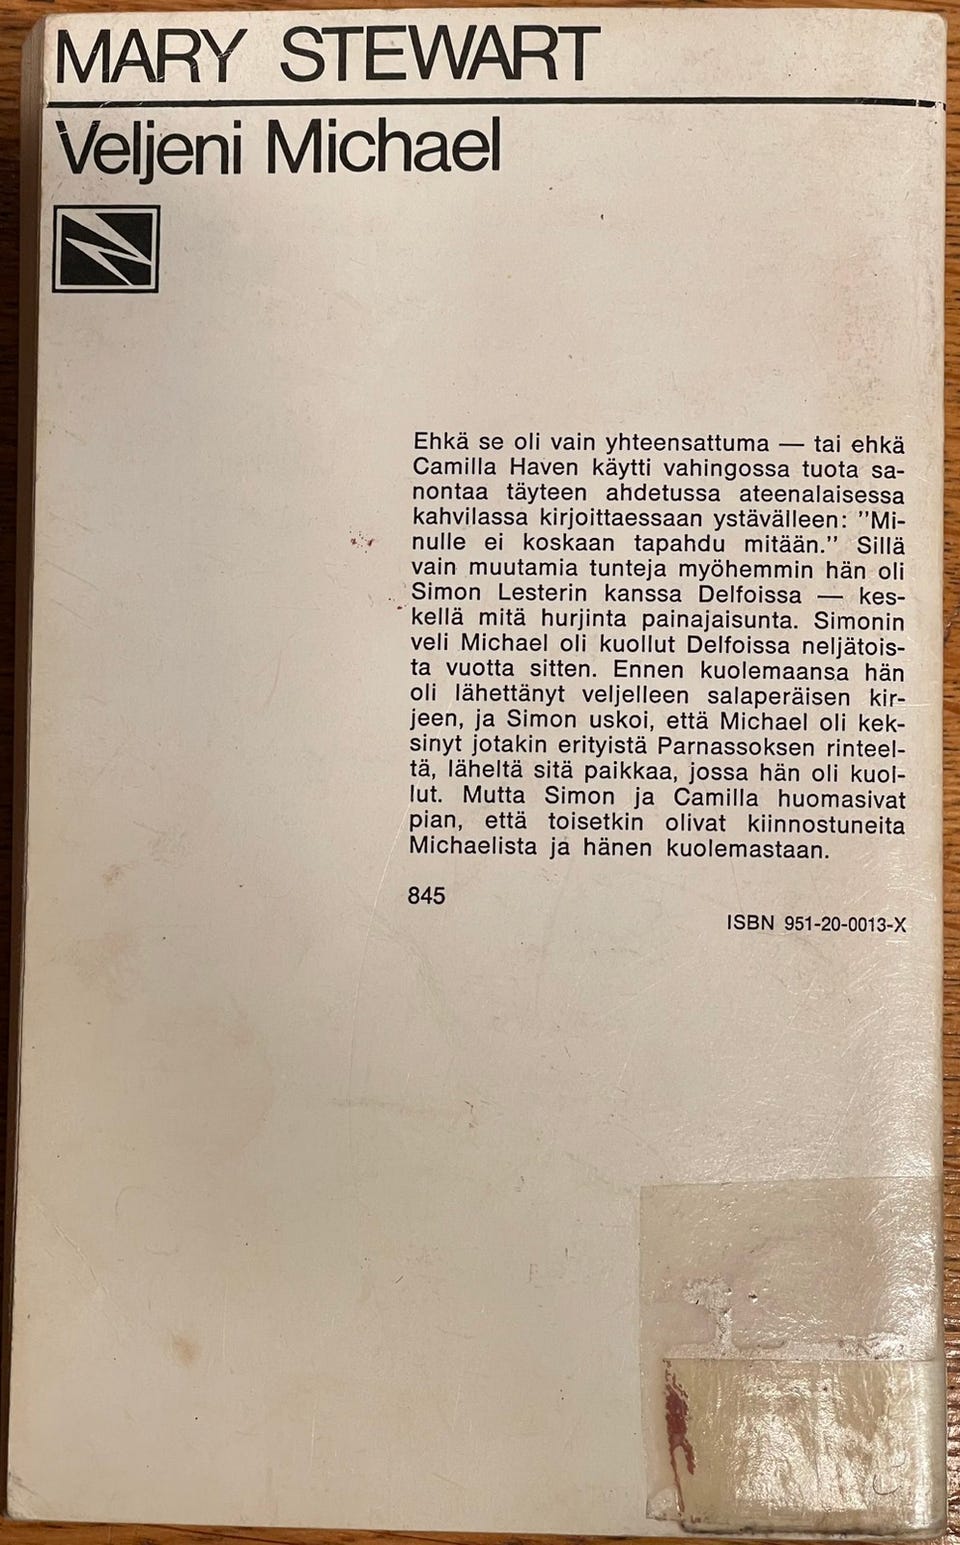 MARY STEWART
Veljeni Michael
Ehkä se oli vain yhteensattuma — tai ehkä
Camilla Haven käytti vahingossa tuota sa-
nontaa täyteen ahdetussa ateenalaisessa
kahvilassa kirjoittaessaan ystävälleen: ”Mi-
nulle ei koskaan tapahdu mitään.” Sillä
vain muutamia tunteja myöhemmin hän oli
Simon Lesterin kanssa Delfoissa — kes-
kellä mitä hurjinta painajaisunta. Simonin
veli Michael oli kuollut Delfoissa neljätois-
ta vuotta sitten. Ennen kuolemaansa hän
oli lähettänyt veljelleen salaperäisen kir-
jeen, ja Simon uskoi, että Michael oli kek-
sinyt jotakin erityistä Parnassoksen rinteel-
tä, läheltä sitä paikkaa, jossa hän oli kuol-
lut. Mutta Simon ja Camilla huomasivat
pian, että toisetkin olivat kiinnostuneita
Michaelista ja hänen kuolemastaan.
845
ISBN 951-20-0013-X